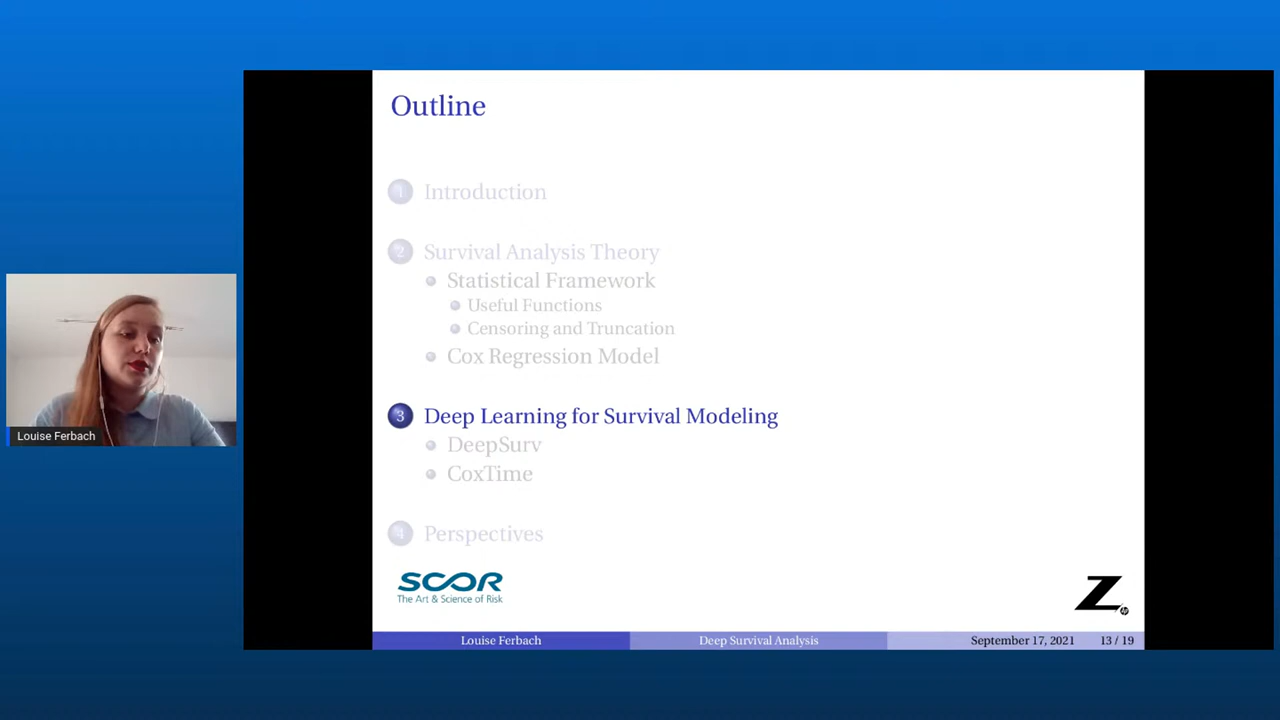 Outline
1 Introduction
2 Survival Analysis Theory
Statistical Framework
Useful Functions
Censoring and Truncation
Cox Regression Model
3 Deep Learning for Survival Modeling
DeepSurv
CoxTime
4 Perspectives
SCOR
The Art & Science of Risk
Z
hp
Louise Ferbach
Deep Survival Analysis
September 17, 2021
13 / 19
Louise Ferbach